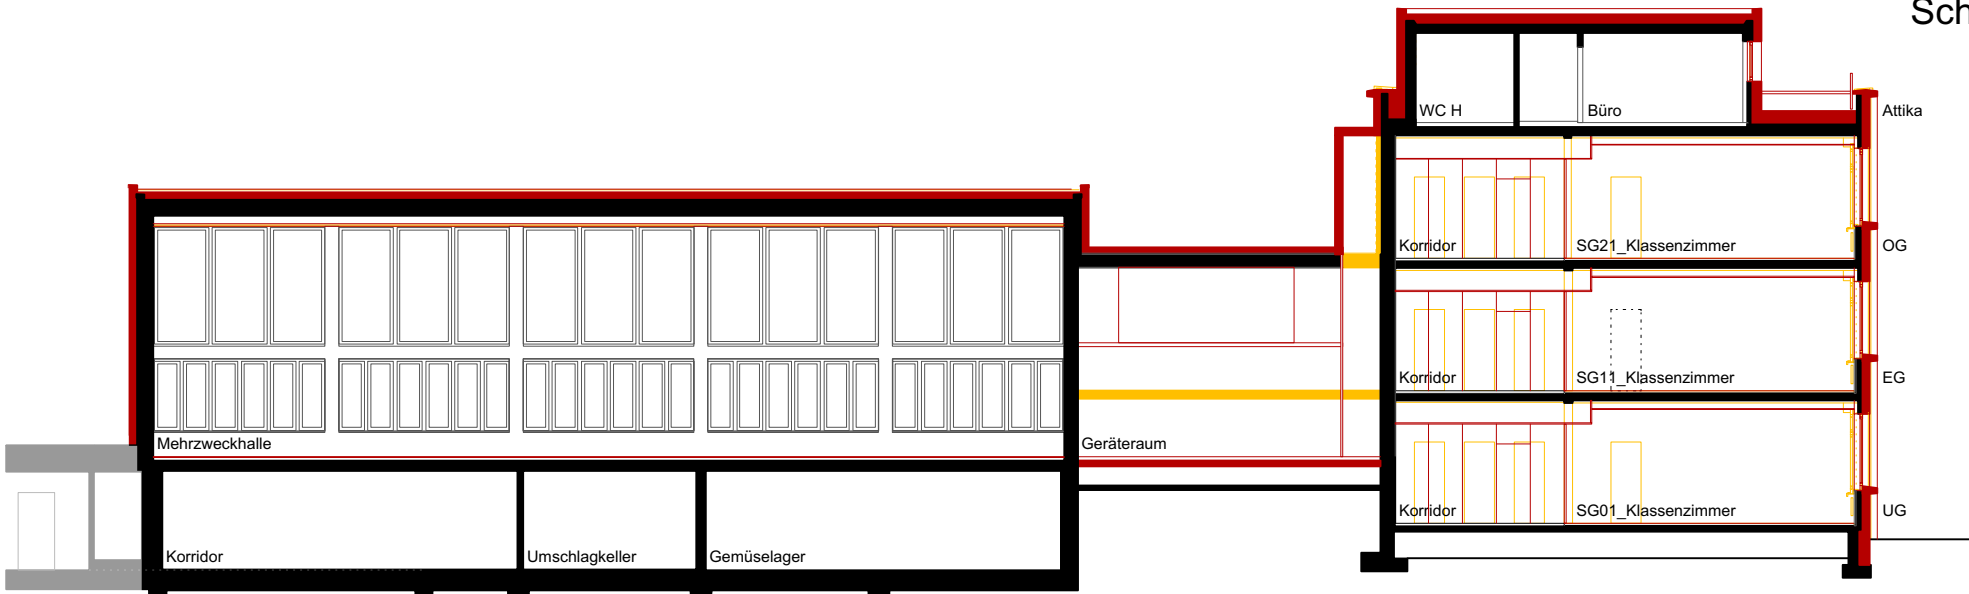 Sch
WC H
Büro
Attika
Korridor
SG21_Klassenzimmer
OG
Korridor
SG11_Klassenzimmer
EG
Mehrzweckhalle
Geräteraum
Korridor
SG01_Klassenzimmer
UG
Korridor
Umschlagkeller
Gemüselager